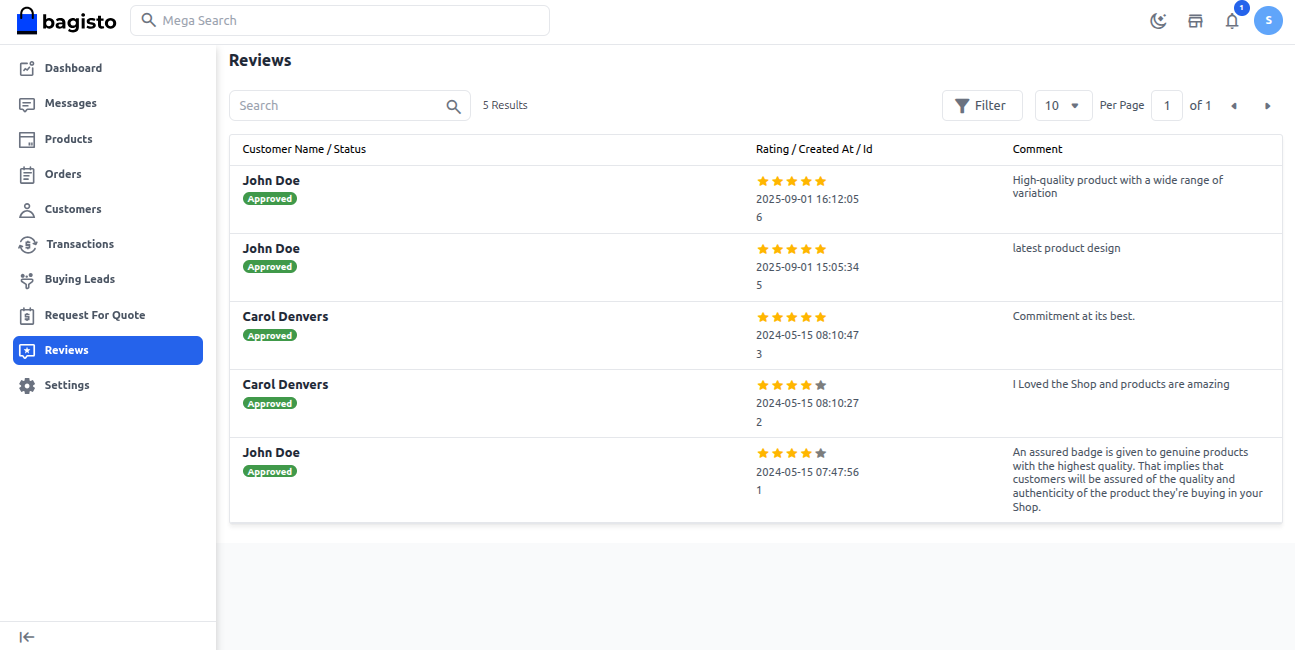 bagisto
Mega Search
1
S
Dashboard
Messages
Products
Orders
Customers
Transactions
Buying Leads
Request For Quote
Reviews
Settings
Reviews
Search
5 Results
Filter
10
Per Page
1
of 1
Customer Name / Status
Rating / Created At / Id
Comment
John Doe
Approved
2025-09-01 16:12:05
6
High-quality product with a wide range of
variation
John Doe
Approved
2025-09-01 15:05:34
5
latest product design
Carol Denvers
Approved
2024-05-15 08:10:47
3
Commitment at its best.
Carol Denvers
Approved
2024-05-15 08:10:27
2
I Loved the Shop and products are amazing
John Doe
Approved
2024-05-15 07:47:56
1
An assured badge is given to genuine products
with the highest quality. That implies that
customers will be assured of the quality and
authenticity of the product they're buying in your
Shop.